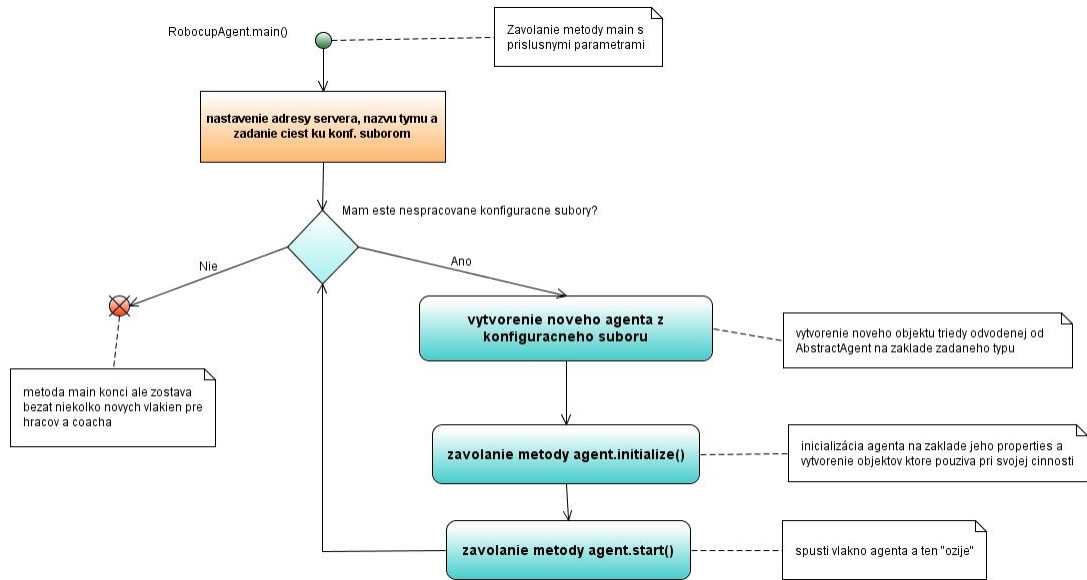 RobocupAgent.main()
Zavolanie metody main s
prislusnymi parametrami
nastavenie adresy servera, nazvu tymu a
zadanie ciest ku konf. suborom
Mam este nespracovane konfiguracne subory?
Nie
Ano
vytvorenie noveho agenta z
konfiguracneho suboru
vytvorenie noveho objektu triedy odvodenej od
AbstractAgent na zaklade zadaneho typu
metoda main konci ale zostava
bezat niekolko novych vlakien pre
hracov a coacha
zavolanie metody agent.initialize()
inicializácia agenta na zaklade jeho properties a
vytvorenie objektov ktore pouziva pri svojej cinnosti
zavolanie metody agent.start()
spusti vlakno agenta a ten "ozije"